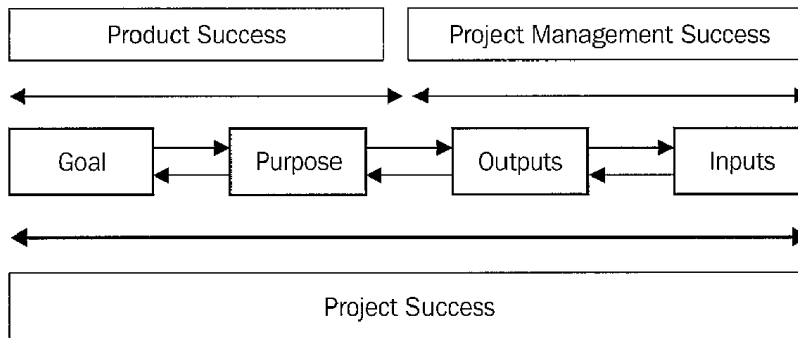 Product Success
Project Management Success
Goal
Purpose
Outputs
Inputs
Project Success